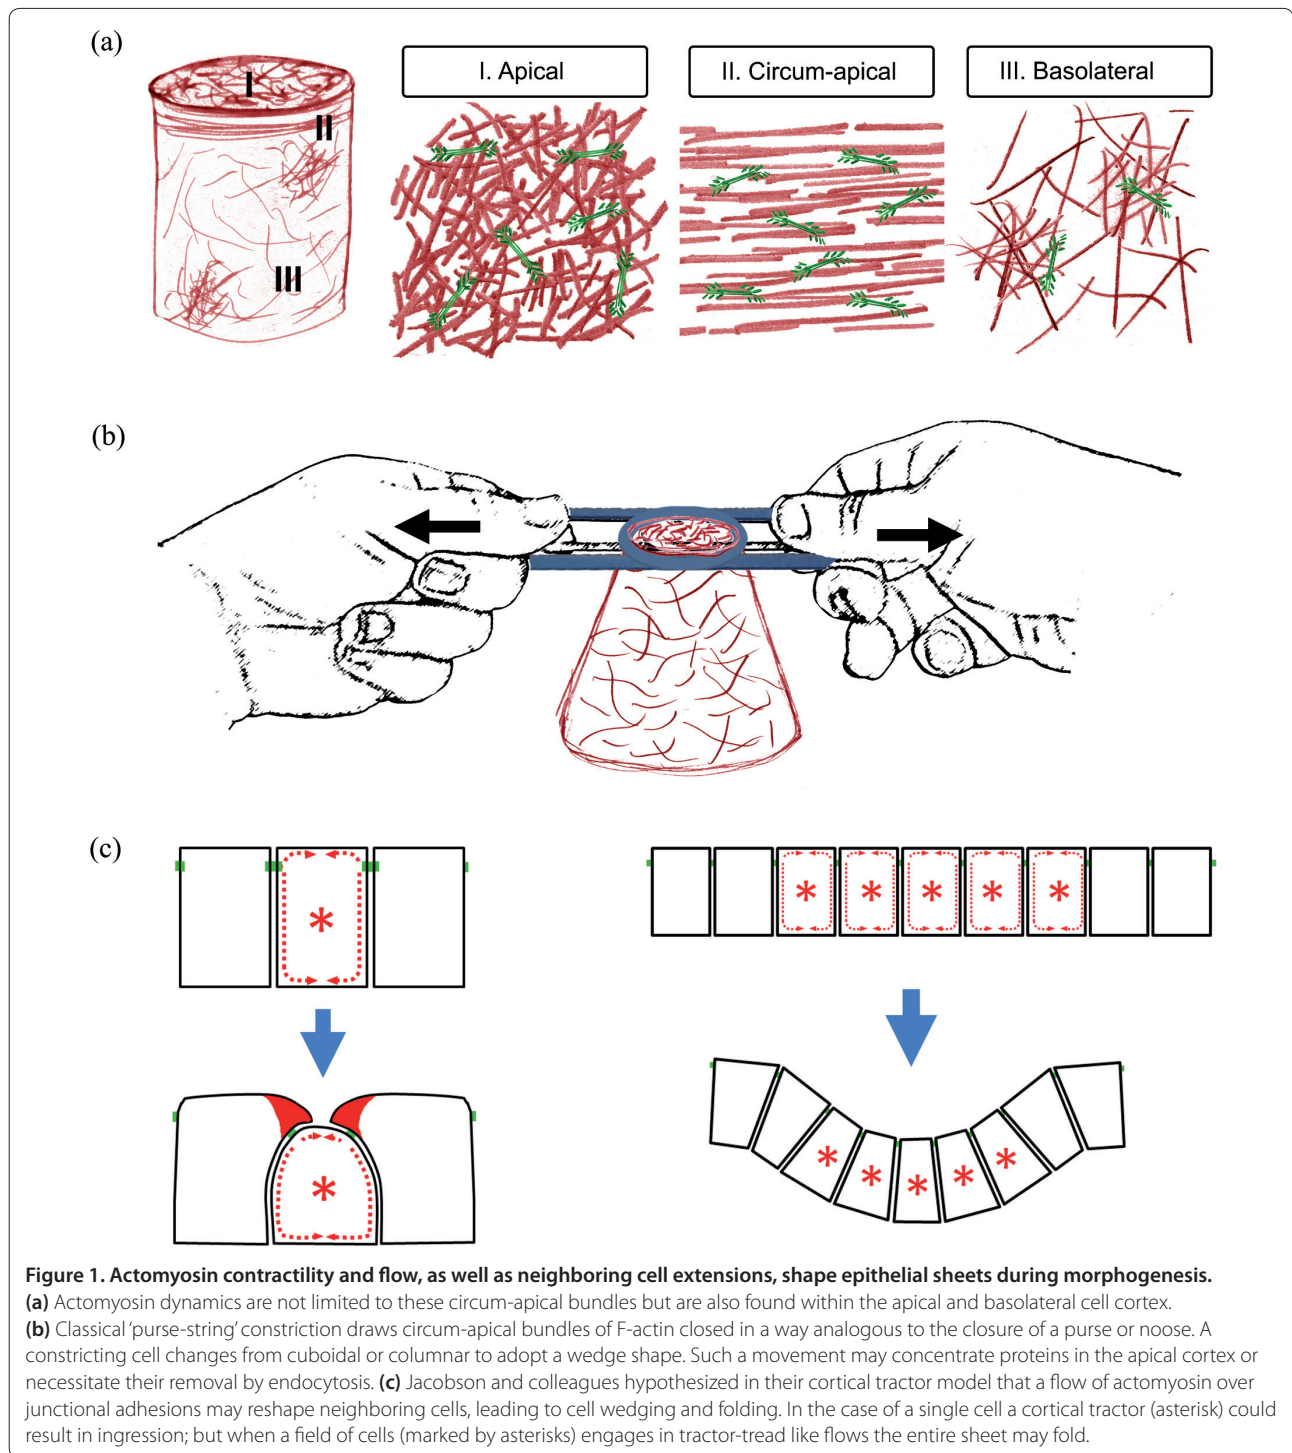 (a)
I. Apical
II. Circum-apical
III. Basolateral
I
II
III
(b)
(c)
*
* * * * *
*
* * * * *
Figure 1. Actomyosin contractility and flow, as well as neighboring cell extensions, shape epithelial sheets during morphogenesis.
(a) Actomyosin dynamics are not limited to these circum-apical bundles but are also found within the apical and basolateral cell cortex.
(b) Classical ‘purse-string’ constriction draws circum-apical bundles of F-actin closed in a way analogous to the closure of a purse or noose. A
constricting cell changes from cuboidal or columnar to adopt a wedge shape. Such a movement may concentrate proteins in the apical cortex or
necessitate their removal by endocytosis. (c) Jacobson and colleagues hypothesized in their cortical tractor model that a flow of actomyosin over
junctional adhesions may reshape neighboring cells, leading to cell wedging and folding. In the case of a single cell a cortical tractor (asterisk) could
result in ingression; but when a field of cells (marked by asterisks) engages in tractor-tread like flows the entire sheet may fold.